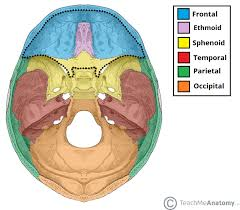 Frontal
Ethmoid
Sphenoid
Temporal
Parietal
Occipital
TeachMeAnatomy